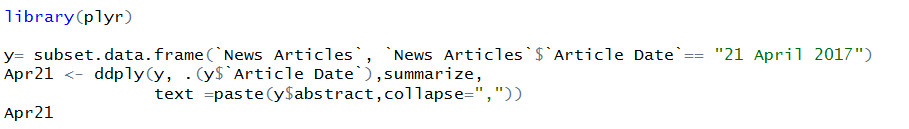 library(plyr)
y= subset.data.frame(`News Articles`, `News Articles`$`Article Date`== "21 April 2017")
Apr21 <- ddply(y, .(y$`Article Date`),summarize,
text =paste(y$abstract,collapse=","))
Apr21